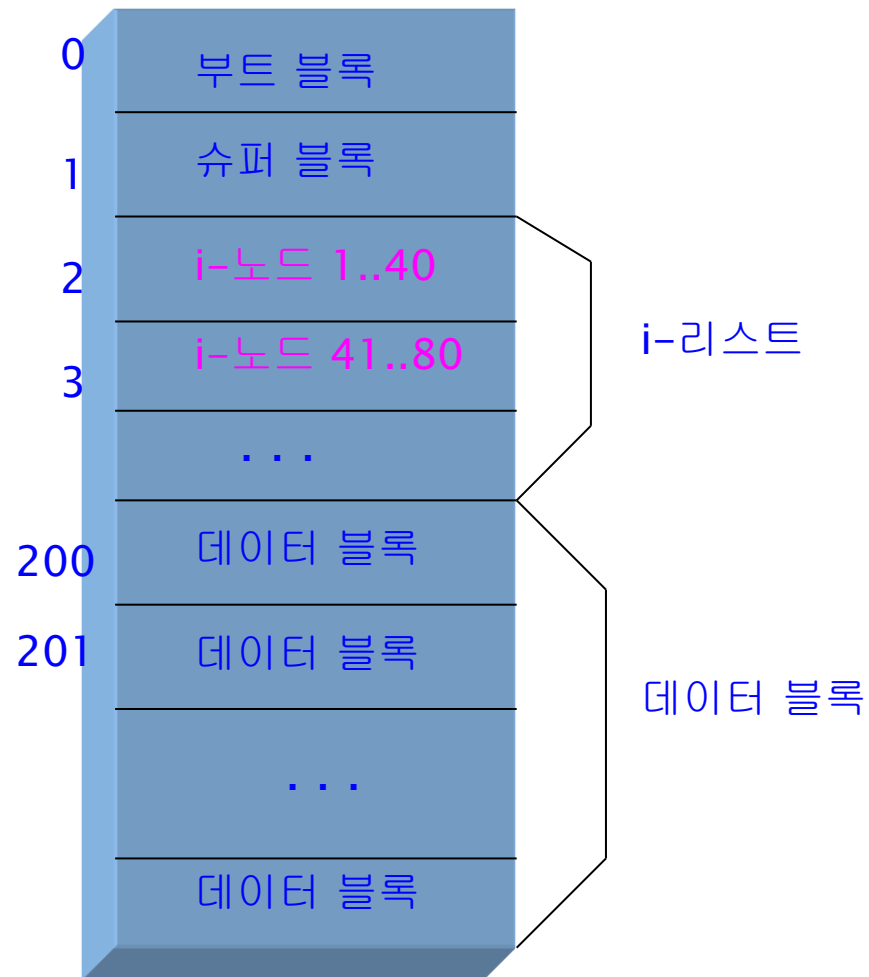 0
부트 블록
1
슈퍼 블록
2
i-노드 1..40
3
i-노드 41..80
i-리스트
. . .
200
데이터 블록
201
데이터 블록
데이터 블록
. . .
데이터 블록